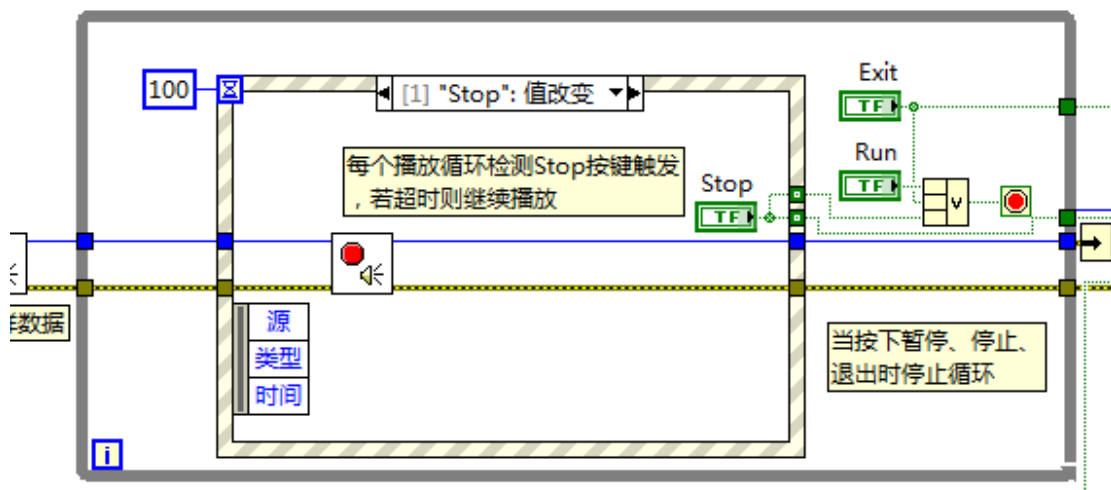 100
[1] "Stop": 值改变
Exit
TF
每个播放循环检测Stop按键触发
，若超时则继续播放
Stop
TF
Run
TF
v
源
类型
时间
样数据
当按下暂停、停止、
退出时停止循环
i